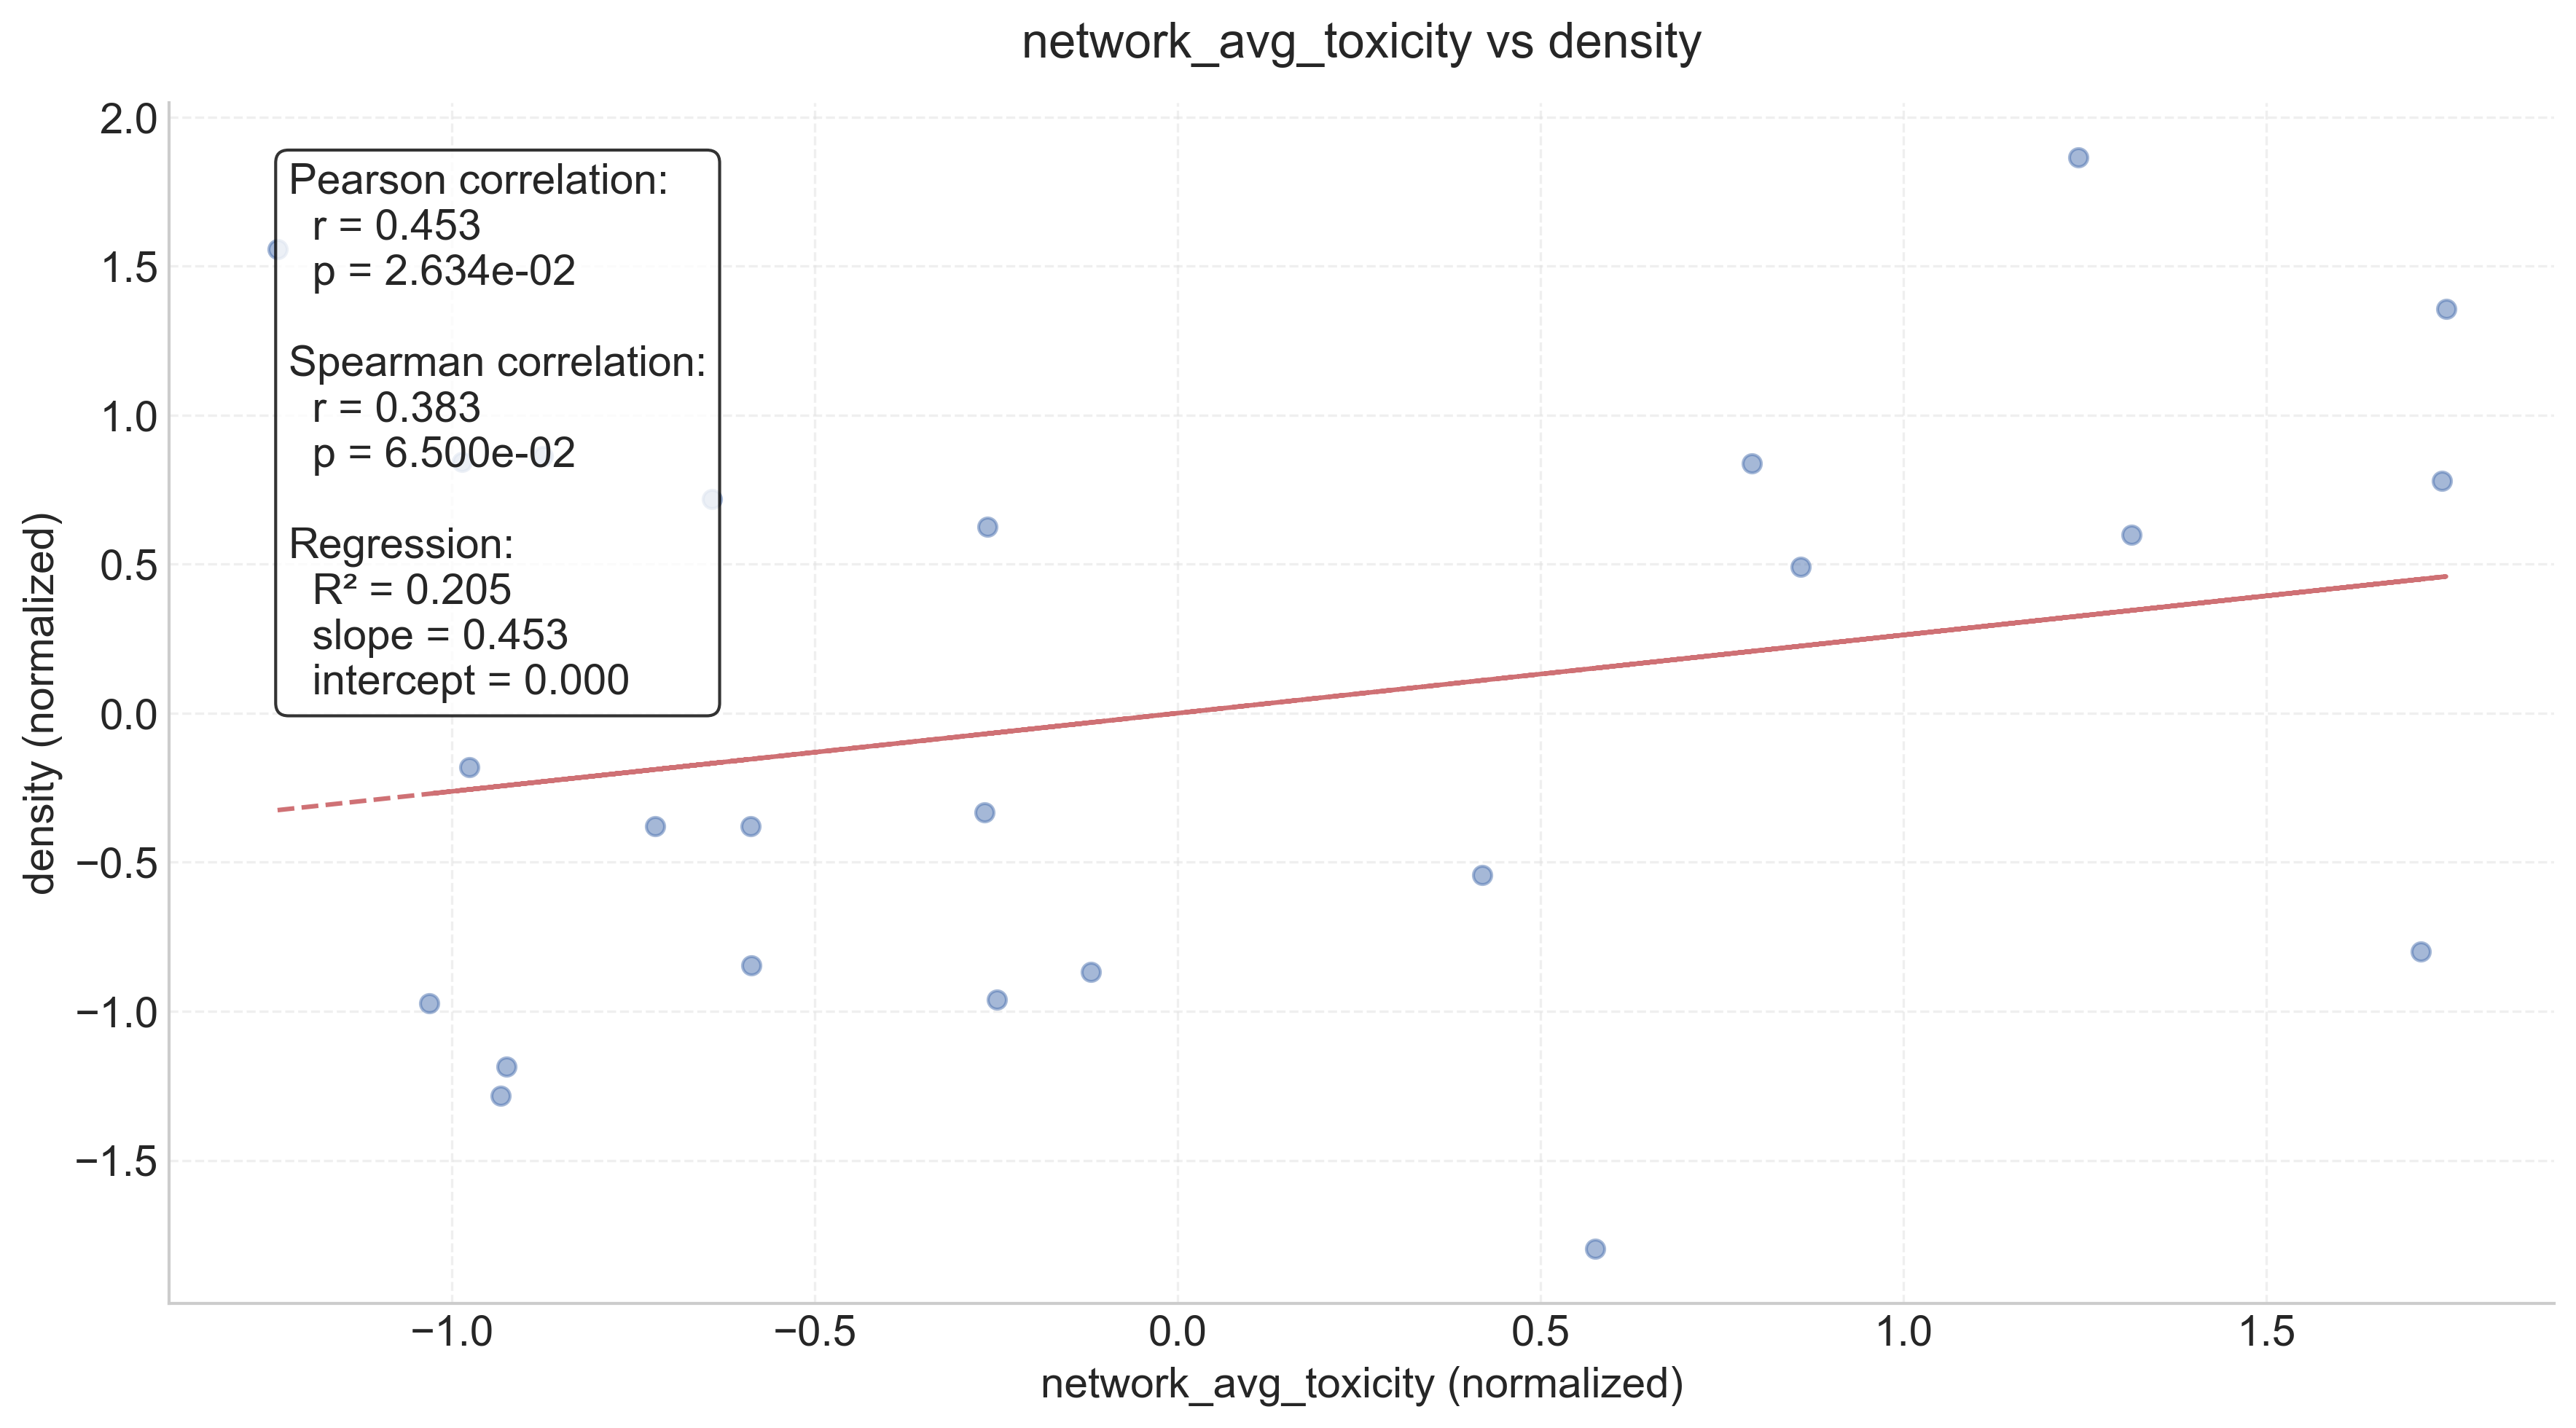 network_avg_toxicity vs density
2.0
1.5
1.0
0.5
0.0
−0.5
−1.0
−1.5
density (normalized)
Pearson correlation:
r = 0.453
p = 2.634e-02
Spearman correlation:
r = 0.383
p = 6.500e-02
Regression:
R² = 0.205
slope = 0.453
intercept = 0.000
−1.0
−0.5
0.0
0.5
1.0
1.5
network_avg_toxicity (normalized)